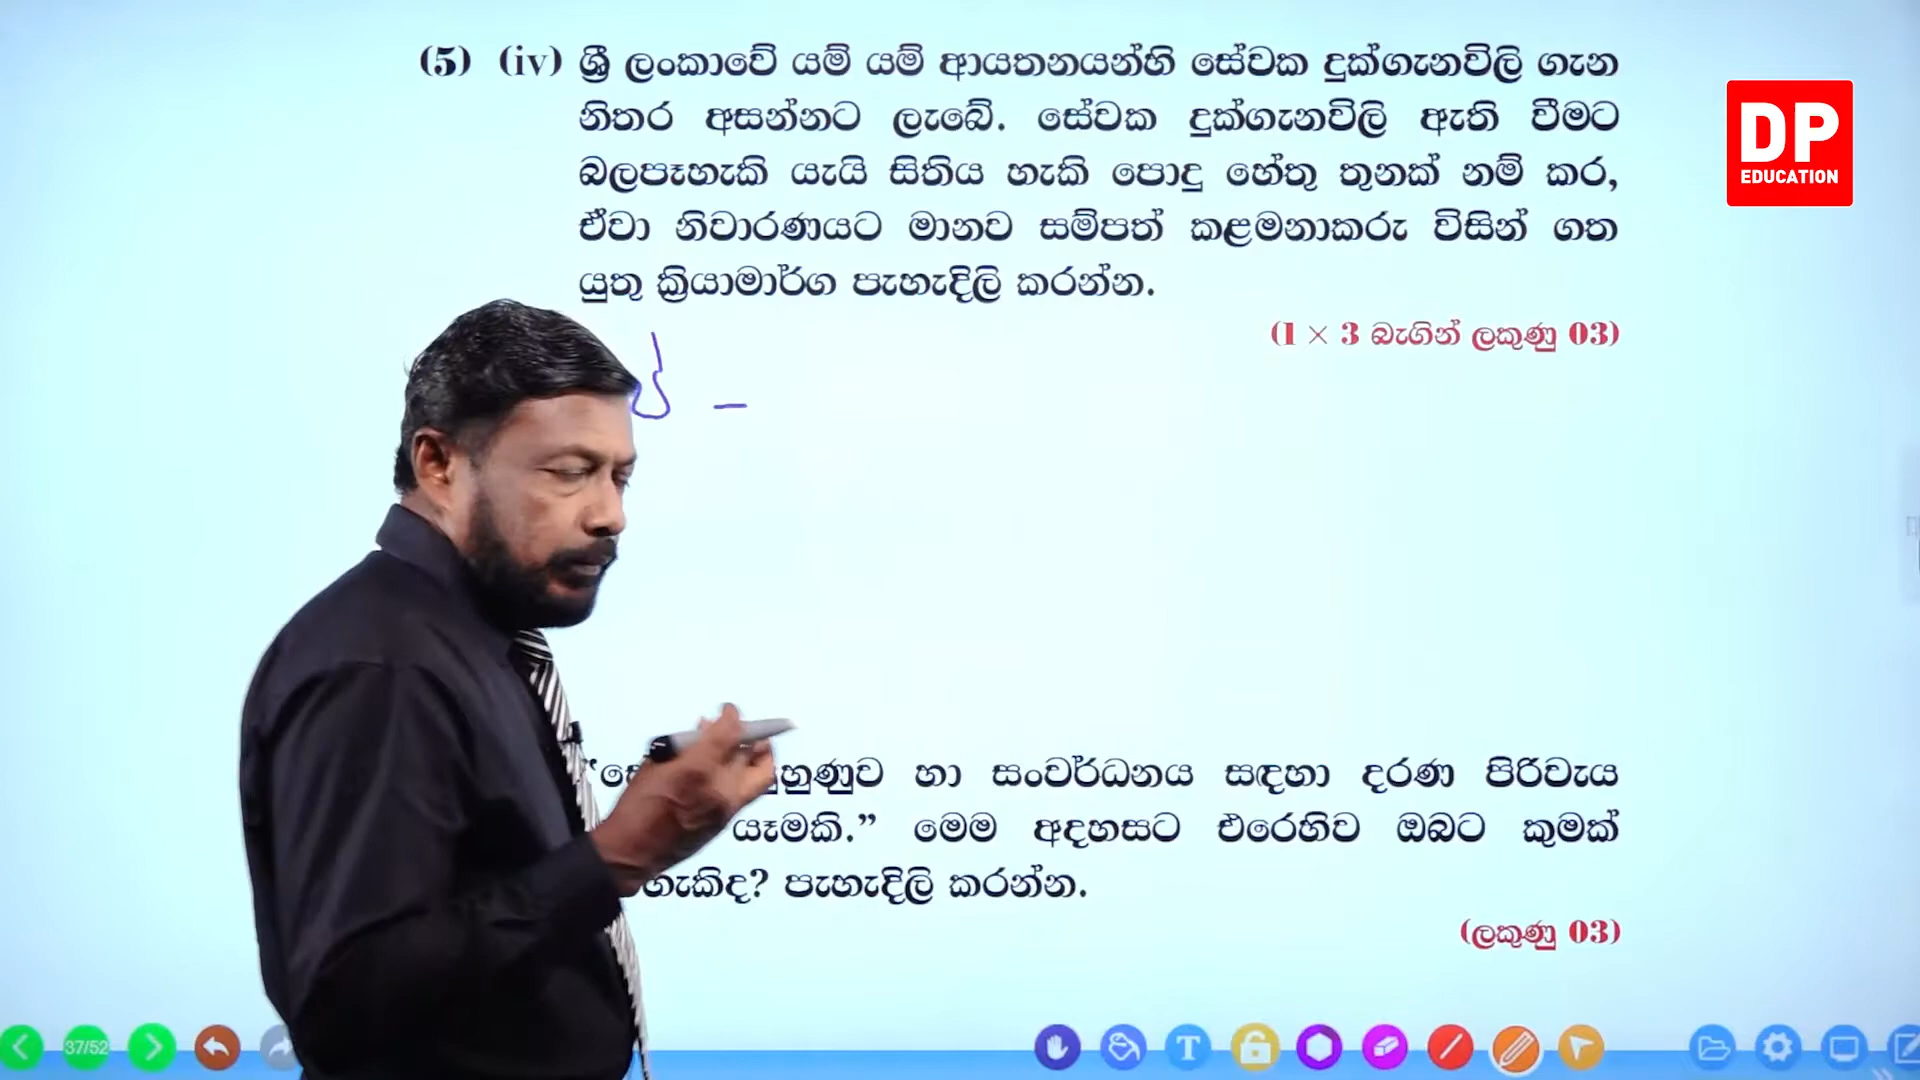 (5) (iv) ශ්‍රී ලංකාවේ යම් යම් ආයතනයන්හි සේවක දුක්ගැනවිලි ගැන
නිතර අසන්නට ලැබේ. සේවක දුක්ගැනවිලි ඇති වීමට
බලපෑහැකි යැයි සිතිය හැකි පොදු හේතු තුනක් නම් කර,
ඒවා නිවාරණයට මානව සම්පත් කළමනාකරු විසින් ගත
යුතු ක්‍රියාමාර්ග පැහැදිලි කරන්න.
(1 × 3 බැගින් ලකුණු 03)
DP
EDUCATION
හා සංවර්ධනය සඳහා දරණ පිරිවැය
යෑමකි.” මෙම අදහසට එරෙහිව ඔබට කුමක්
හැකිද? පැහැදිලි කරන්න.
(ලකුණු 03)
37/52
T